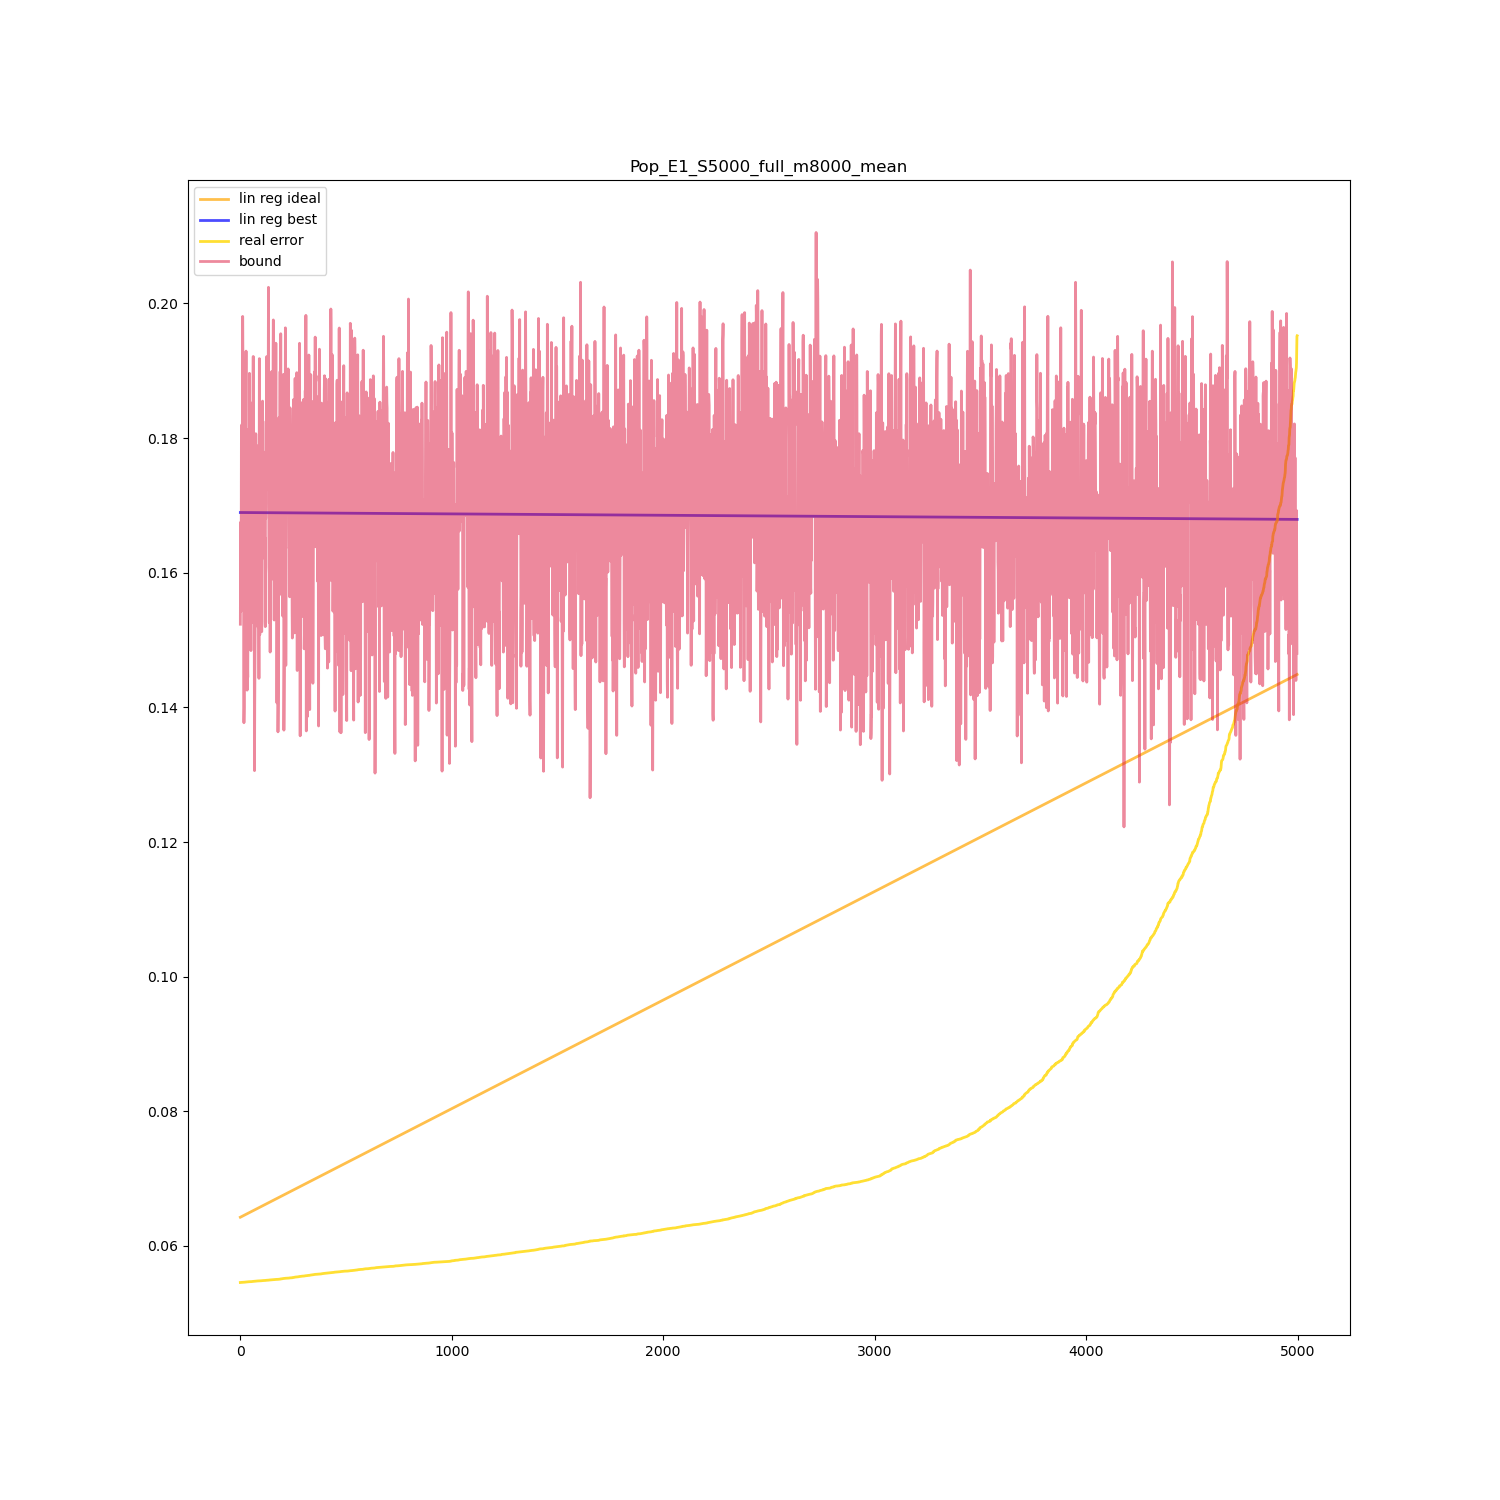 Pop_E1_S5000_full_m8000_mean
lin reg ideal
lin reg best
real error
bound
0.20
0.18
0.16
0.14
0.12
0.10
0.08
0.06
0 1000 2000 3000 4000 5000